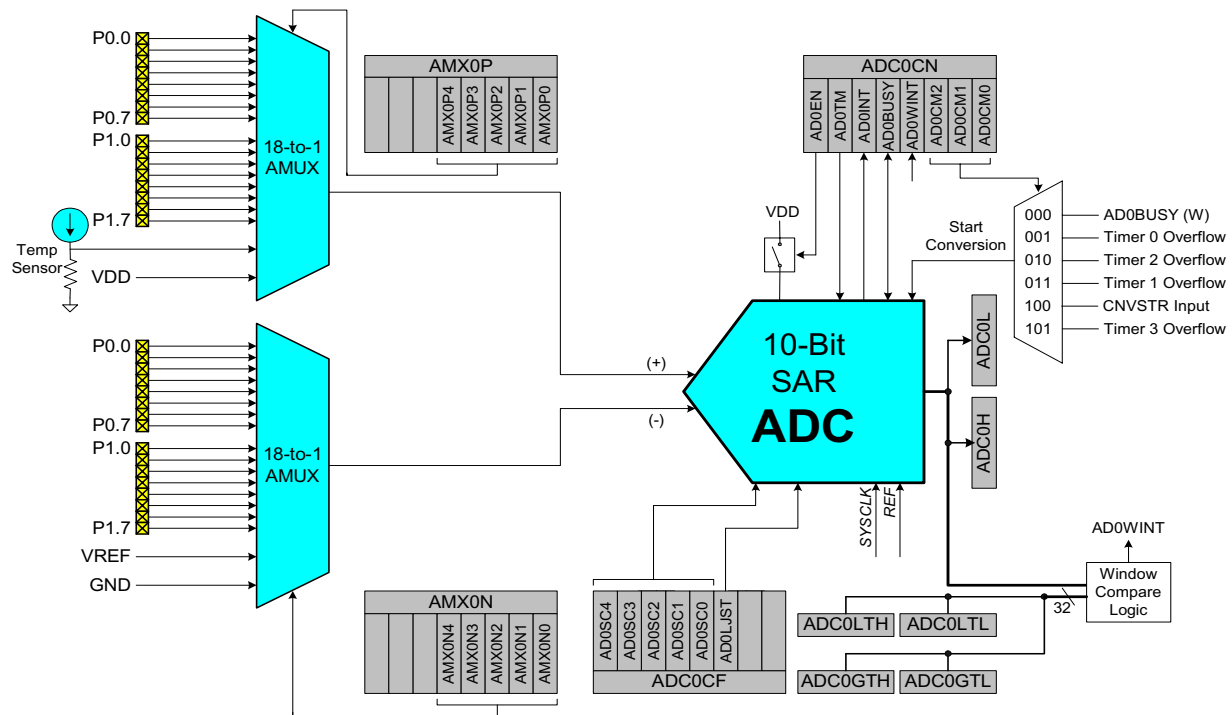 P0.0
P0.7
P1.0
P1.7
18-to-1
AMUX
Temp
Sensor
VDD
AMX0P
AMX0P4
AMX0P3
AMX0P2
AMX0P1
AMX0P0
ADC0CN
AD0EN
AD0TM
AD0INT
AD0BUSY
AD0WINT
AD0CM2
AD0CM1
AD0CM0
VDD
Start
Conversion
000
AD0BUSY (W)
001
Timer 0 Overflow
010
Timer 2 Overflow
011
Timer 1 Overflow
100
CNVSTR Input
101
Timer 3 Overflow
P0.0
P0.7
P1.0
P1.7
18-to-1
AMUX
VREF
GND
(+)
(-)
10-Bit
SAR
ADC
ADC0L
ADC0H
SYSCLK
REF
AMX0N
AMX0N4
AMX0N3
AMX0N2
AMX0N1
AMX0N0
AD0SC4
AD0SC3
AD0SC2
AD0SC1
AD0SC0
AD0LJST
ADC0CF
AD0WINT
Window
Compare
Logic
32
ADC0LTH
ADC0LTL
ADC0GTH
ADC0GTL